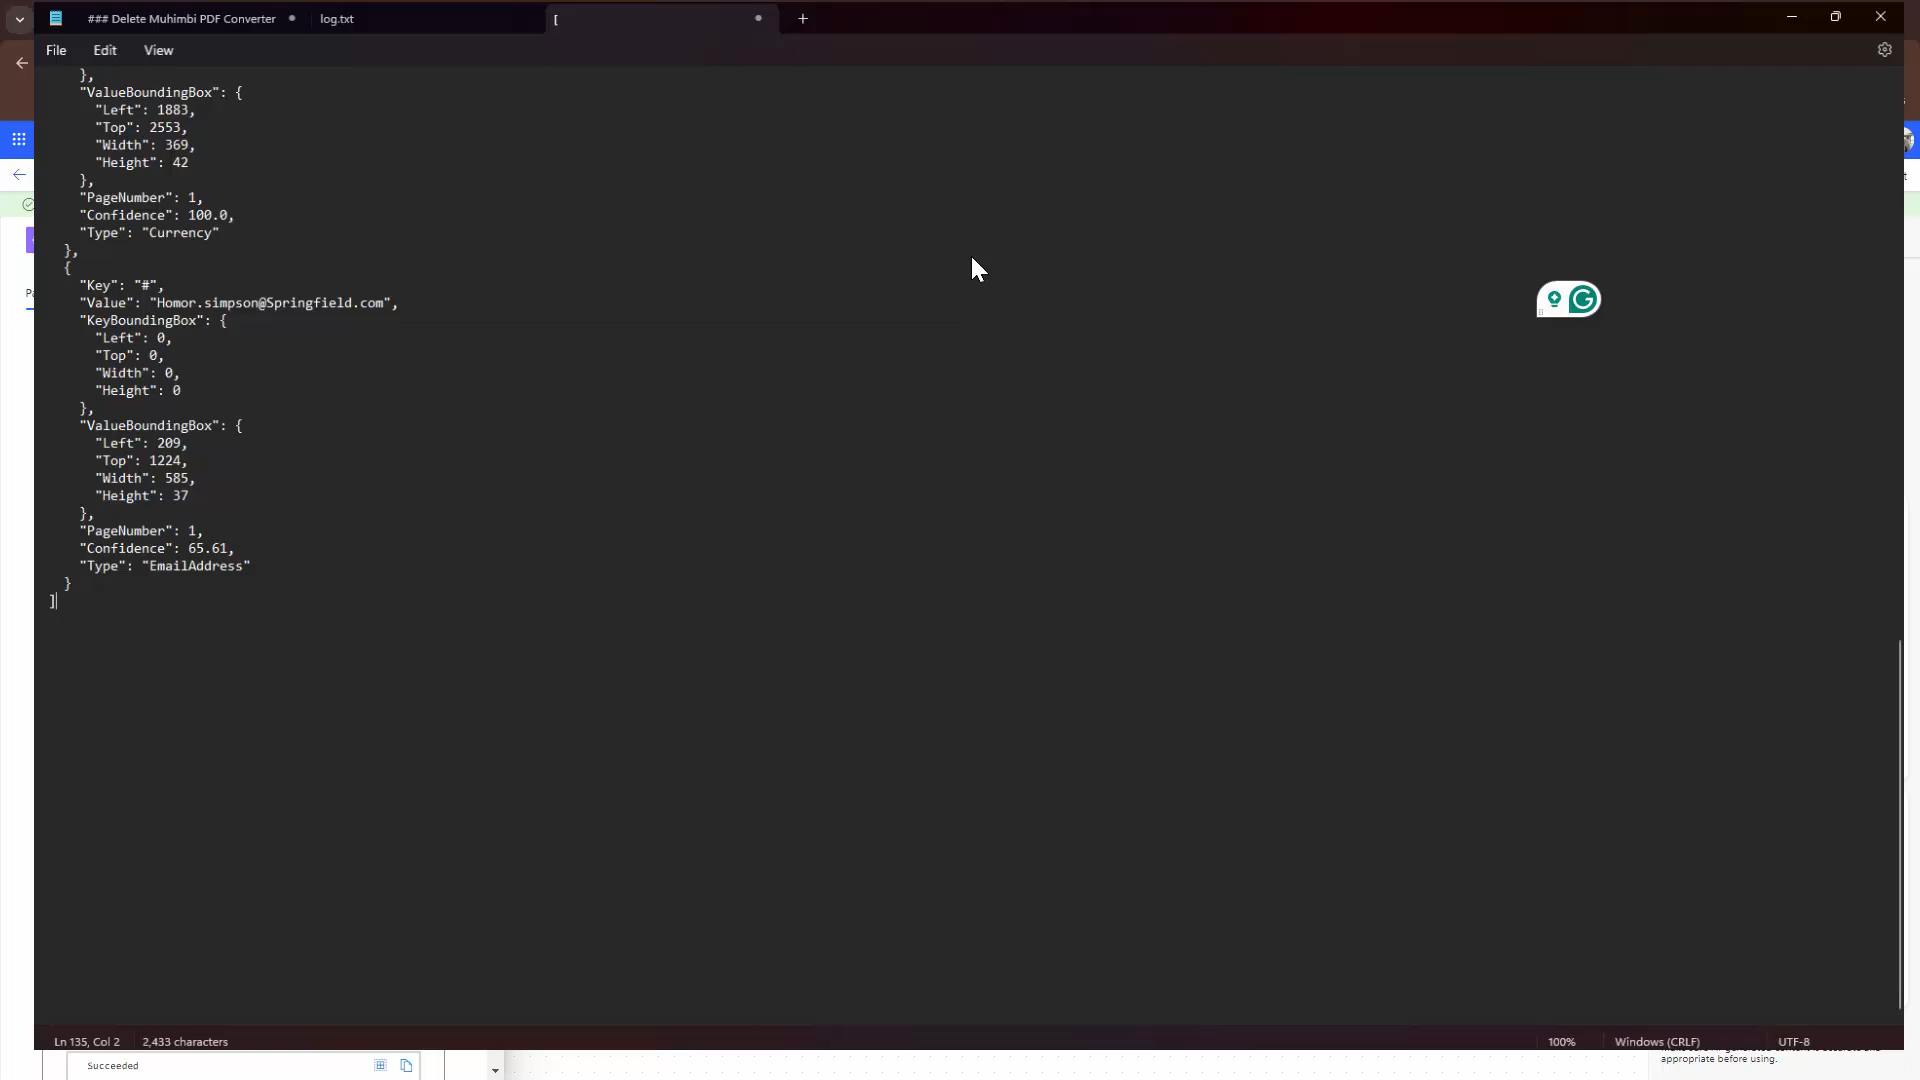 ### Delete Muhimbi PDF Converter
log.txt
[
File
Edit
View
},
"ValueBoundingBox": {
"Left": 1883,
"Top": 2553,
"Width": 369,
"Height": 42
},
"PageNumber": 1,
"Confidence": 100.0,
"Type": "Currency"
},
{
"Key": "#",
"Value": "Homor.simpson@Springfield.com",
"KeyBoundingBox": {
"Left": 0,
"Top": 0,
"Width": 0,
"Height": 0
},
"ValueBoundingBox": {
"Left": 209,
"Top": 1224,
"Width": 585,
"Height": 37
},
"PageNumber": 1,
"Confidence": 65.61,
"Type": "EmailAddress"
}
]
Ln 135, Col 2
2,433 characters
100%
Windows (CRLF)
UTF-8
Succeeded
appropriate before using.